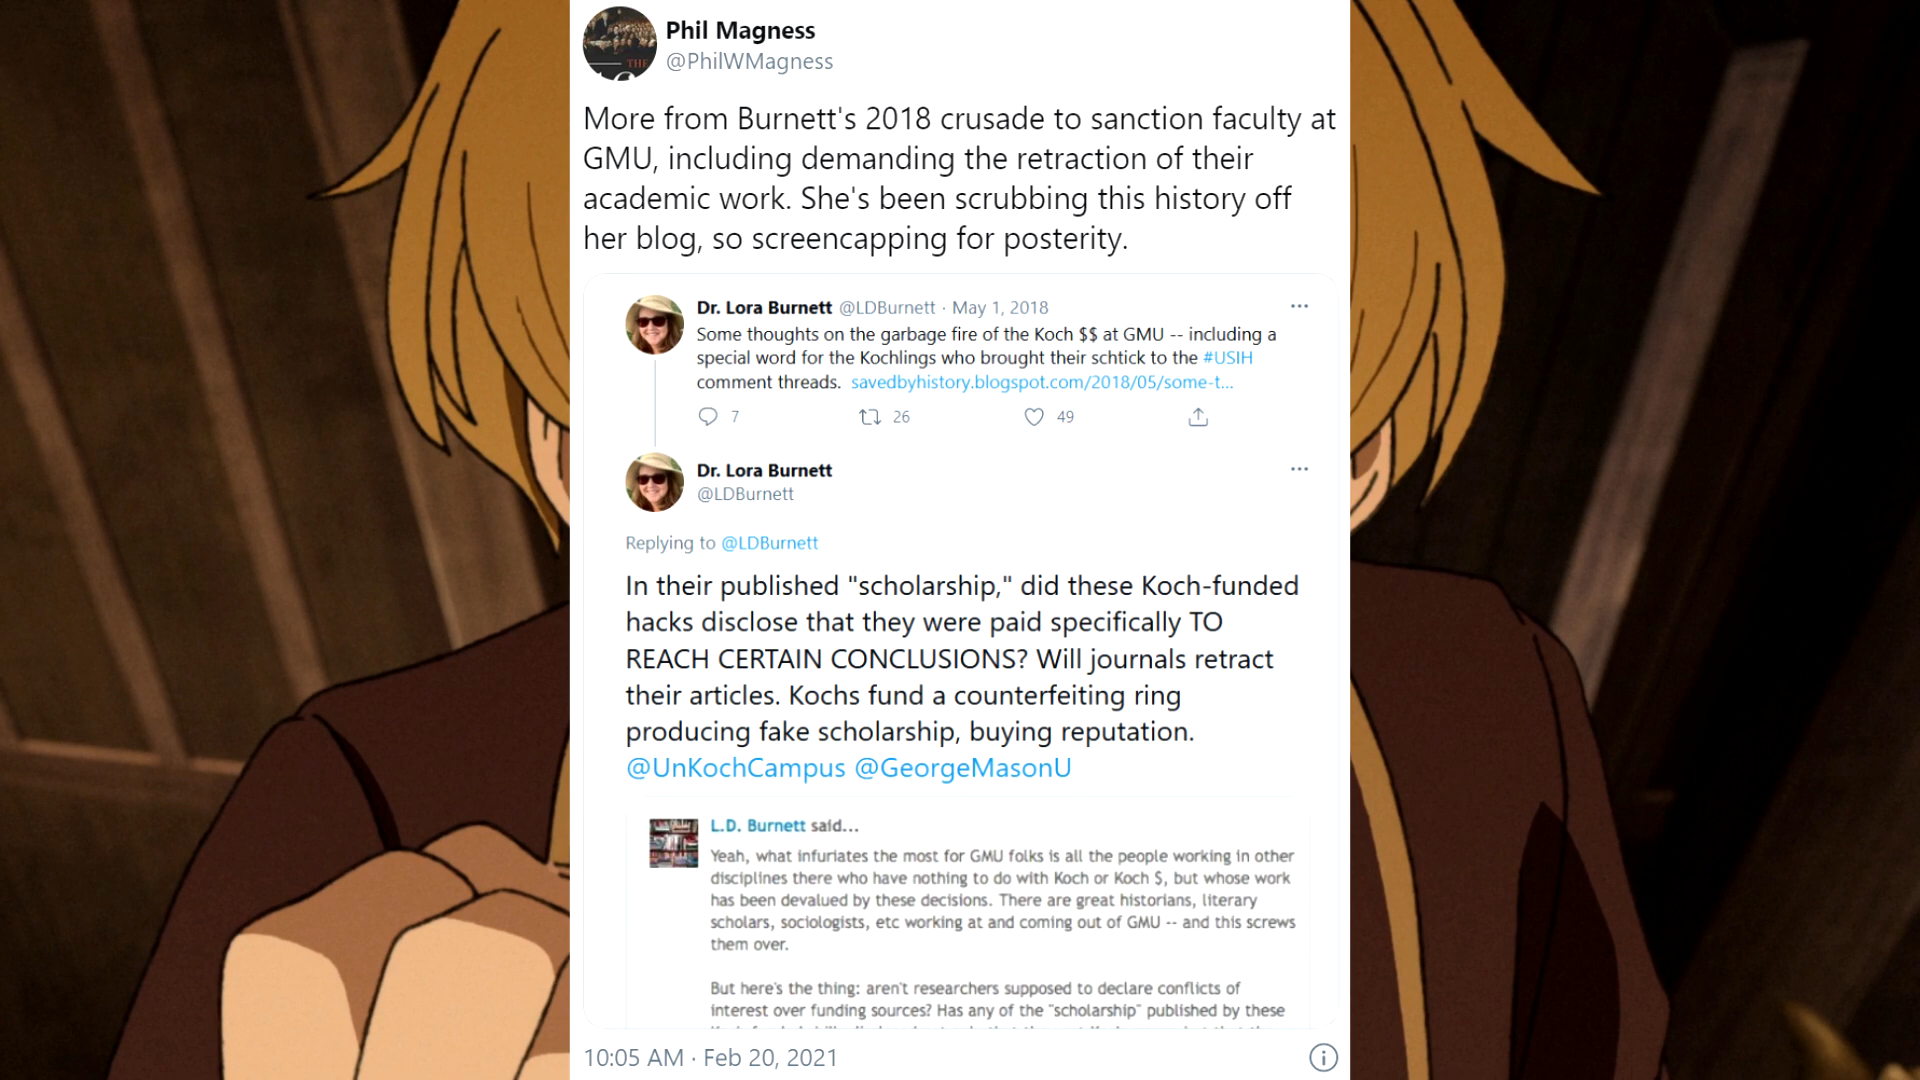 THE
Phil Magness
@PhilWMagness
More from Burnett's 2018 crusade to sanction faculty at
GMU, including demanding the retraction of their
academic work. She's been scrubbing this history off
her blog, so screencapping for posterity.
Dr. Lora Burnett @LDBurnett · May 1, 2018
Some thoughts on the garbage fire of the Koch $$ at GMU -- including a
special word for the Kochlings who brought their schtick to the #USIH
comment threads. savedbyhistory.blogspot.com/2018/05/some-t...
7 26 49
Dr. Lora Burnett
@LDBurnett
Replying to @LDBurnett
In their published "scholarship," did these Koch-funded
hacks disclose that they were paid specifically TO
REACH CERTAIN CONCLUSIONS? Will journals retract
their articles. Kochs fund a counterfeiting ring
producing fake scholarship, buying reputation.
@UnKochCampus @GeorgeMasonU
L.D. Burnett said...
Yeah, what infuriates the most for GMU folks is all the people working in other
disciplines there who have nothing to do with Koch or Koch $, but whose work
has been devalued by these decisions. There are great historians, literary
scholars, sociologists, etc working at and coming out of GMU -- and this screws
them over.
But here's the thing: aren't researchers supposed to declare conflicts of
interest over funding sources? Has any of the "scholarship" published by these
10:05 AM · Feb 20, 2021